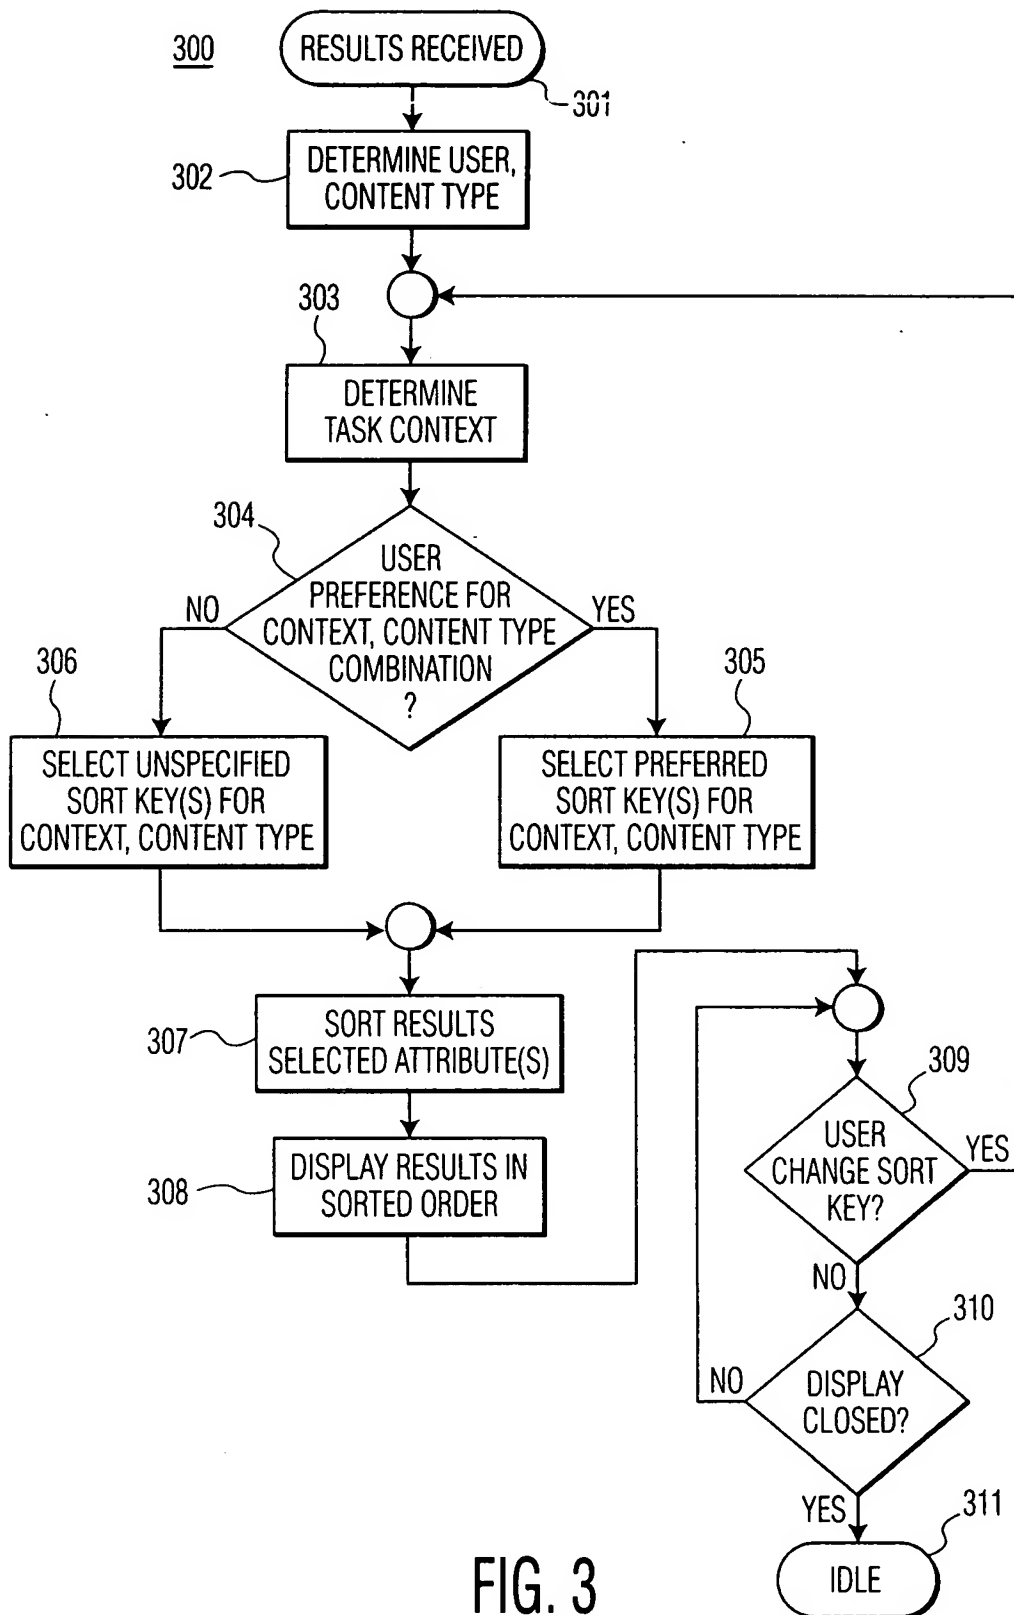 300
RESULTS RECEIVED
301
DETERMINE USER,
CONTENT TYPE
302
303
DETERMINE
TASK CONTEXT
304
USER
PREFERENCE FOR
CONTEXT, CONTENT TYPE
COMBINATION
?
NO
YES
306
305
SELECT UNSPECIFIED
SORT KEY(S) FOR
CONTEXT, CONTENT TYPE
SELECT PREFERRED
SORT KEY(S) FOR
CONTEXT, CONTENT TYPE
SORT RESULTS
SELECTED ATTRIBUTE(S)
307
DISPLAY RESULTS IN
SORTED ORDER
308
309
USER
CHANGE SORT
KEY?
YES
NO
310
DISPLAY
CLOSED?
NO
YES
311
IDLE
FIG. 3